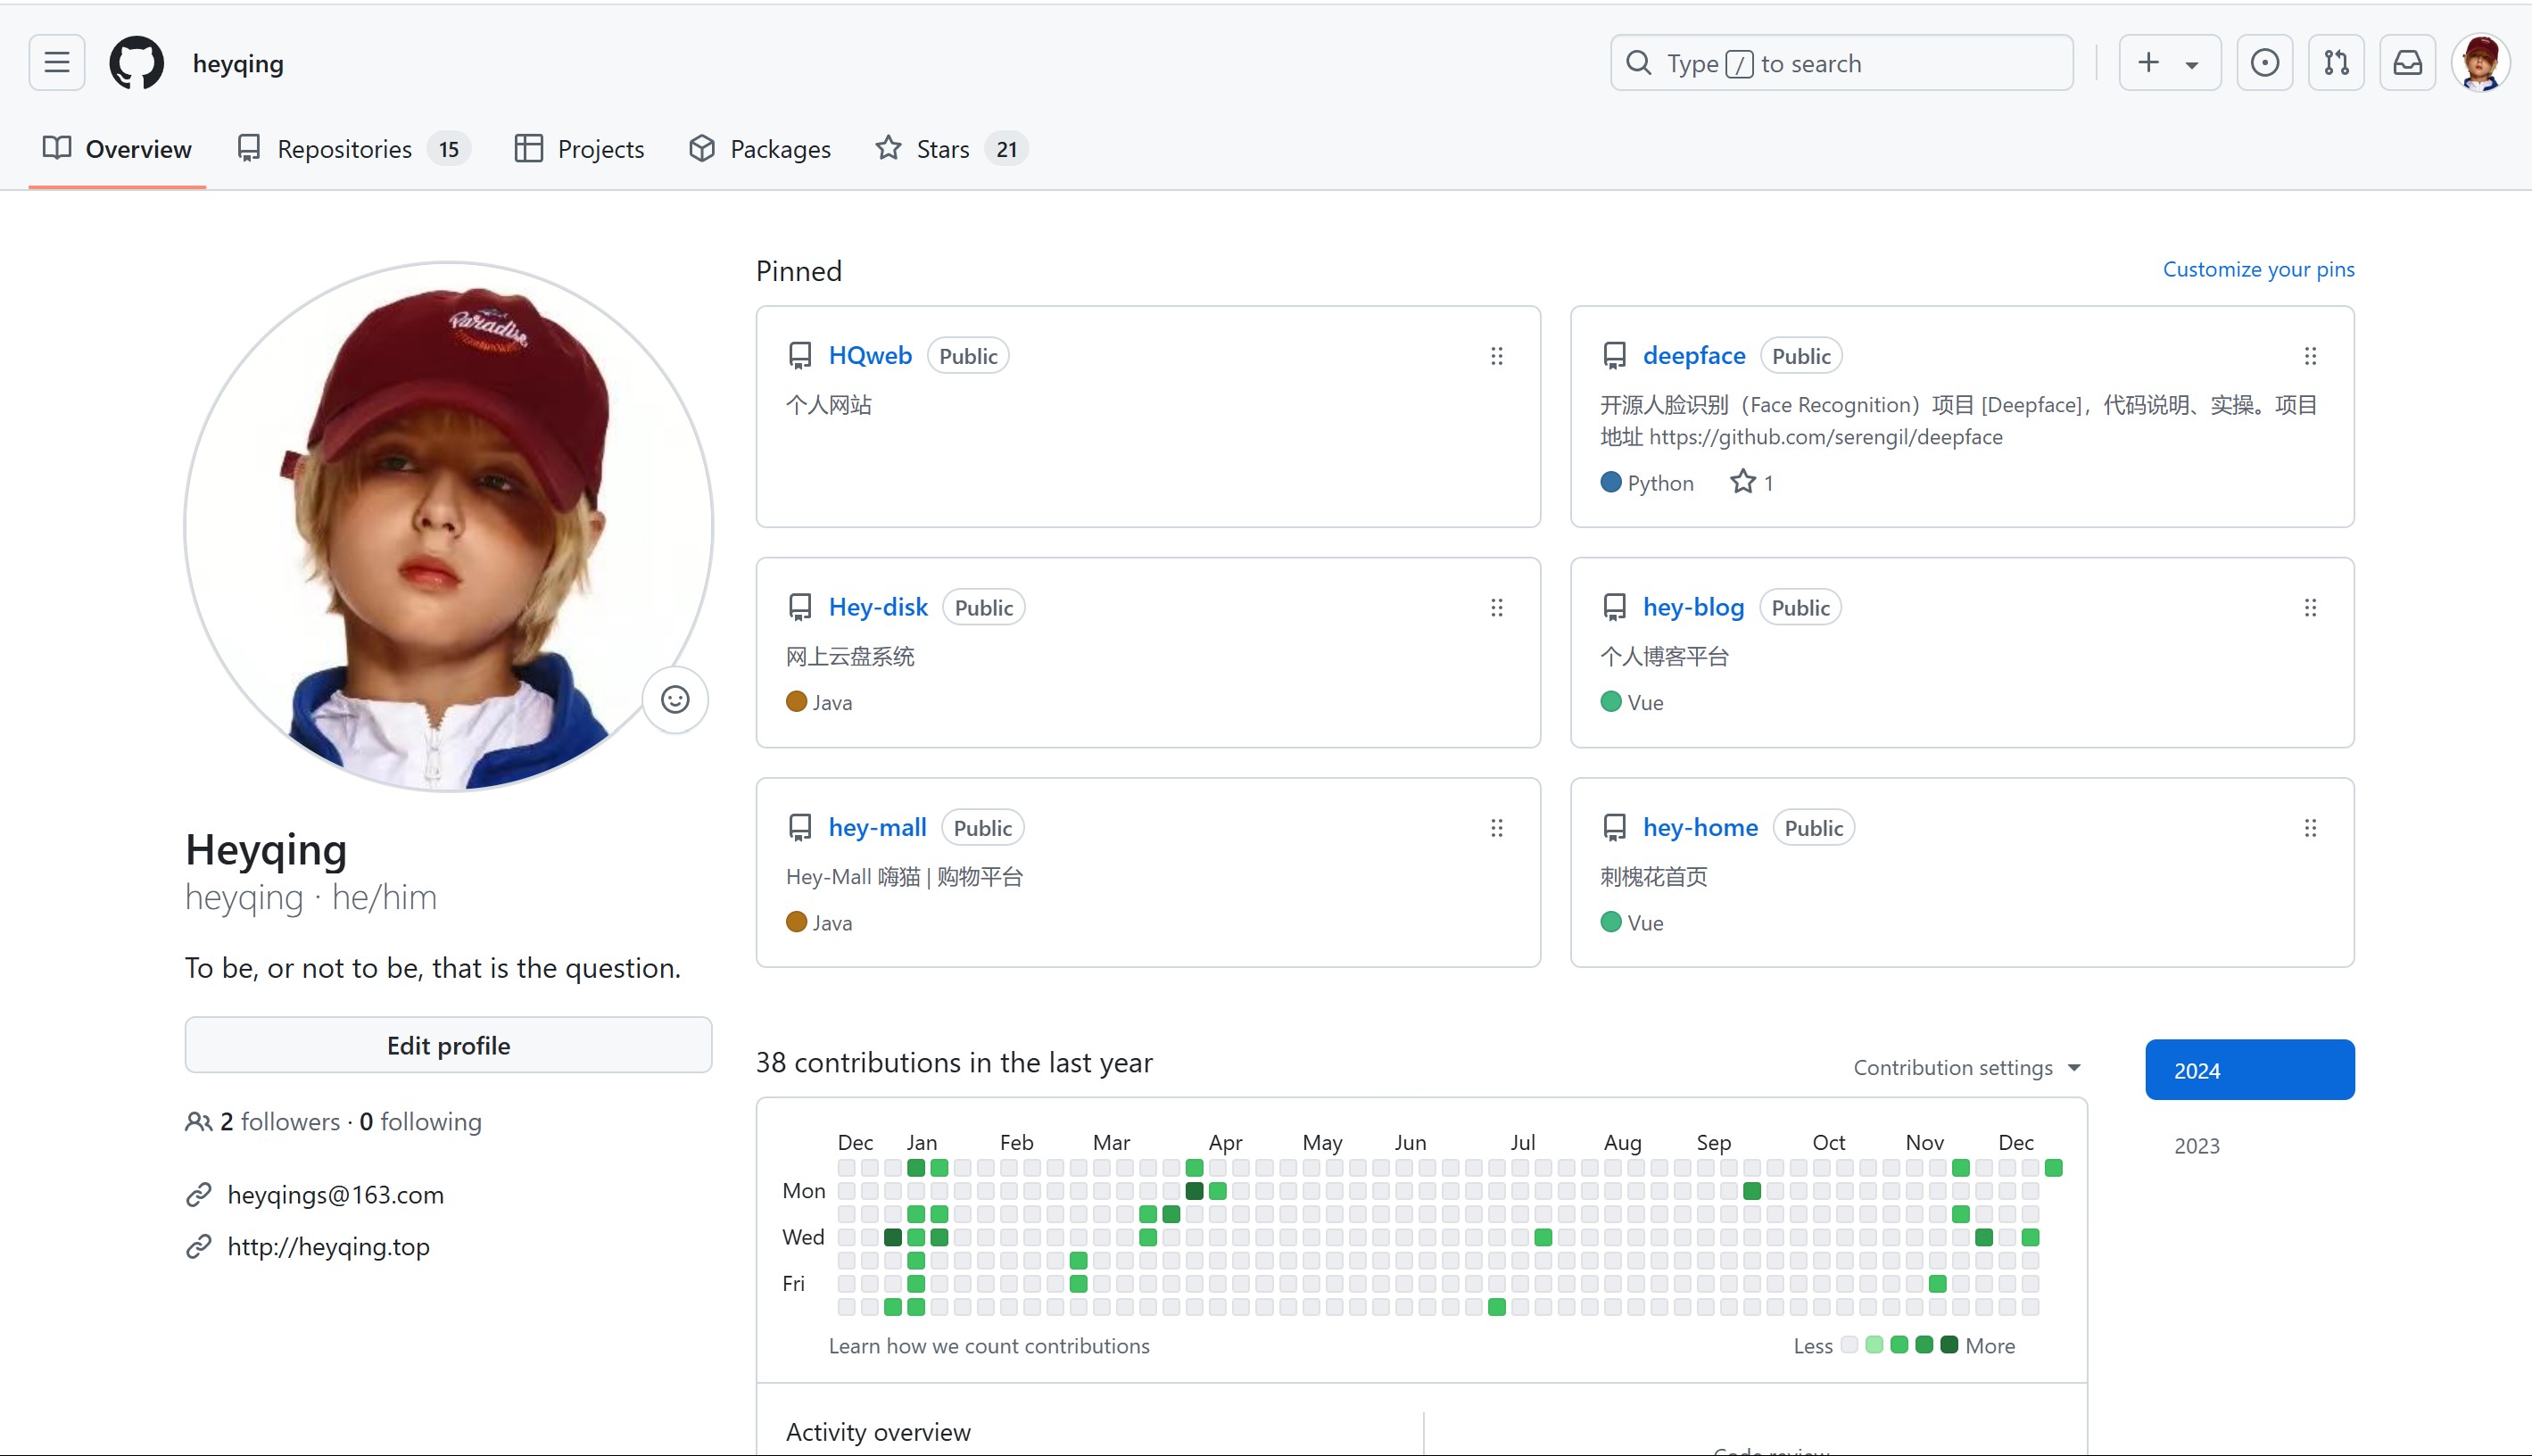 heyqing
Type / to search
Overview
Repositories 15
Projects
Packages
Stars 21
Paradise
Heyqing
heyqing · he/him
To be, or not to be, that is the question.
Edit profile
2 followers · 0 following
heyqings@163.com
http://heyqing.top
Pinned
Customize your pins
HQweb Public
个人网站
deepface Public
开源人脸识别（Face Recognition）项目 [Deepface]，代码说明、实操。项目
地址 https://github.com/serengil/deepface
Python 1
Hey-disk Public
网上云盘系统
Java
hey-blog Public
个人博客平台
Vue
hey-mall Public
Hey-Mall 嗨猫 | 购物平台
Java
hey-home Public
刺槐花首页
Vue
38 contributions in the last year
Contribution settings
2024
2023
Dec Jan Feb Mar Apr May Jun Jul Aug Sep Oct Nov Dec
Mon
Wed
Fri
Learn how we count contributions
Less More
Activity overview
Code review